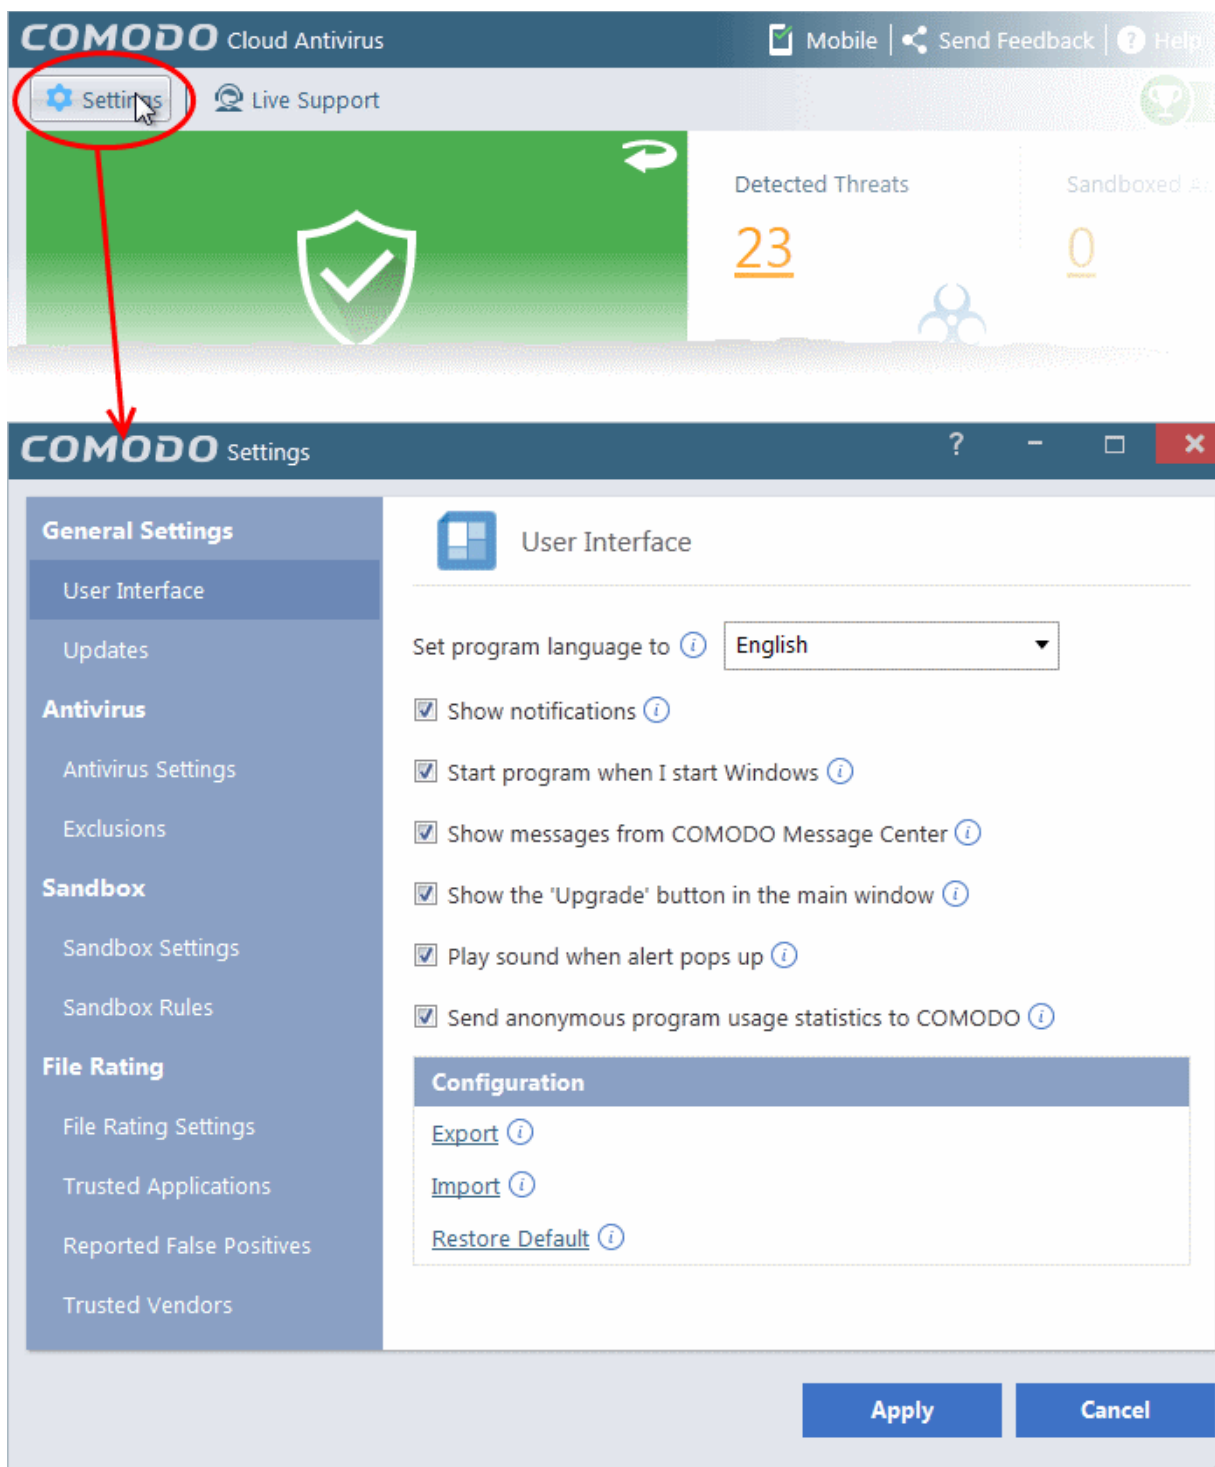 COMODO Cloud Antivirus
Mobile
Send Feedback
Help
Settings
Live Support
Detected Threats
Sandboxed
23
0
COMODO Settings
General Settings
User Interface
Updates
Antivirus
Antivirus Settings
Exclusions
Sandbox
Sandbox Settings
Sandbox Rules
File Rating
File Rating Settings
Trusted Applications
Reported False Positives
Trusted Vendors
User Interface
Set program language to
English
Show notifications
Start program when I start Windows
Show messages from COMODO Message Center
Show the 'Upgrade' button in the main window
Play sound when alert pops up
Send anonymous program usage statistics to COMODO
Configuration
Export
Import
Restore Default
Apply
Cancel